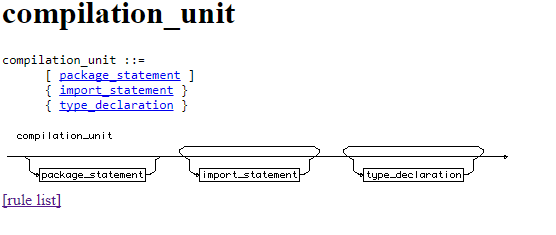 compilation_unit
compilation_unit ::=
[ package_statement ]
{ import_statement }
{ type_declaration }
compilation_unit
package_statement import_statement type_declaration
[rule list]